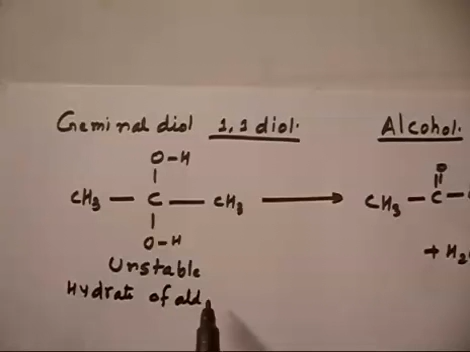 Geminal diol 1,1 diol. Alcohol.
O-H O
CH3 — C — CH3 → CH3 — C —
O-H
+ H2
Unstable
Hydrate of ald